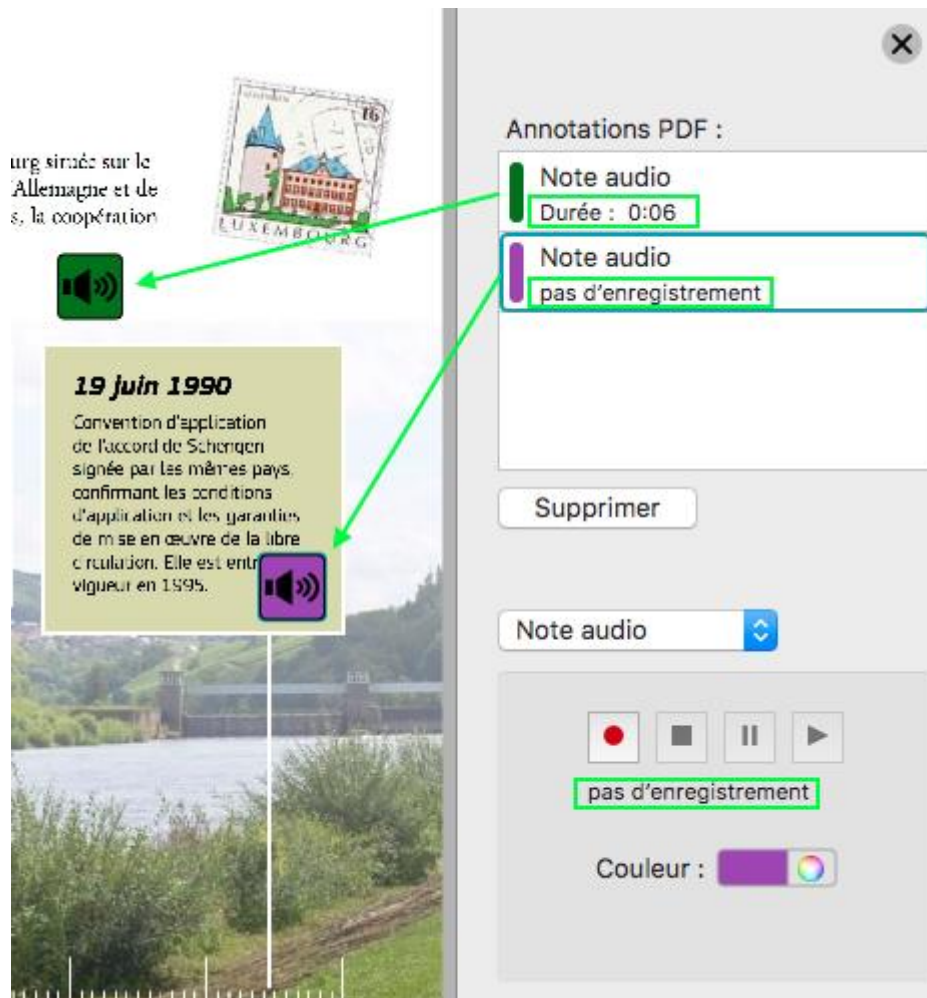 urg située sur le
'Allemagne et de
s, la coopération
16
LUXEMBOURG
19 juin 1990
Convention d'application
de l'accord de Schengen
signée par les mêmes pays,
confirmant les conditions
d'application et les garanties
de mise en œuvre de la libre
circulation. Elle est entr
vigueur en 1995.
Annotations PDF :
Note audio
Durée : 0:06
Note audio
pas d'enregistrement
Supprimer
Note audio
pas d'enregistrement
Couleur :